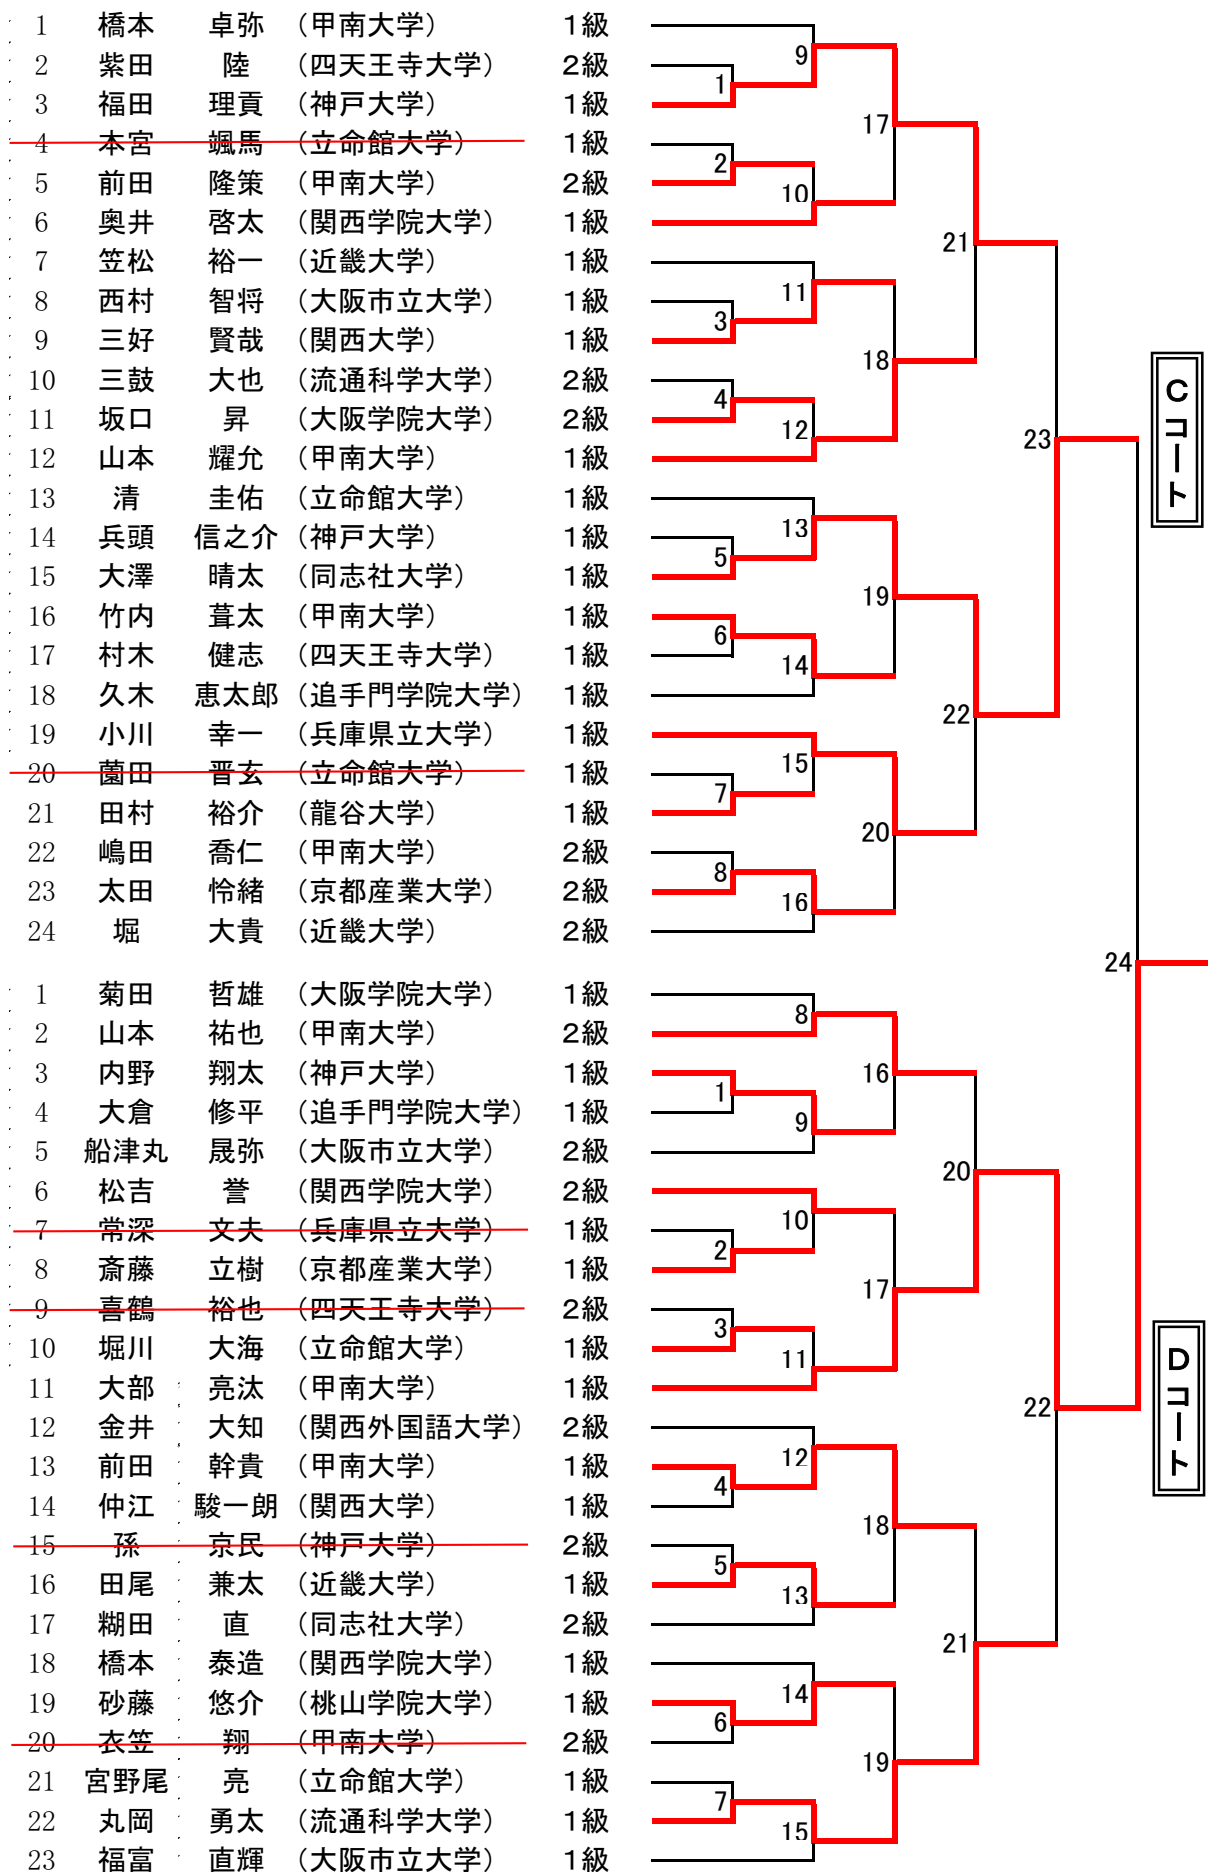 1 橋本 卓弥 （甲南大学） 1級
2 紫田 陸 （四天王寺大学） 2級
3 福田 理貢 （神戸大学） 1級
4 本宮 颯馬 （立命館大学） 1級
5 前田 隆策 （甲南大学） 2級
6 奥井 啓太 （関西学院大学） 1級
7 笠松 裕一 （近畿大学） 1級
8 西村 智将 （大阪市立大学） 1級
9 三好 賢哉 （関西大学） 1級
10 三鼓 大也 （流通科学大学） 2級
11 坂口 昇 （大阪学院大学） 2級
12 山本 耀允 （甲南大学） 1級
13 清 圭佑 （立命館大学） 1級
14 兵頭 信之介 （神戸大学） 1級
15 大澤 晴太 （同志社大学） 1級
16 竹内 葺太 （甲南大学） 1級
17 村木 健志 （四天王寺大学） 1級
18 久木 恵太郎 （追手門学院大学） 1級
19 小川 幸一 （兵庫県立大学） 1級
20 薗田 晋玄 （立命館大学） 1級
21 田村 裕介 （龍谷大学） 1級
22 嶋田 喬仁 （甲南大学） 2級
23 太田 怜緒 （京都産業大学） 2級
24 堀 大貴 （近畿大学） 2級
1
2
3
4
5
6
7
8
9
10
11
12
13
14
15
16
17
18
19
20
21
22
23
24
Cコート
1 菊田 哲雄 （大阪学院大学） 1級
2 山本 祐也 （甲南大学） 2級
3 内野 翔太 （神戸大学） 1級
4 大倉 修平 （追手門学院大学） 1級
5 船津丸 晟弥 （大阪市立大学） 2級
6 松吉 誉 （関西学院大学） 2級
7 常深 文夫 （兵庫県立大学） 1級
8 斎藤 立樹 （京都産業大学） 1級
9 喜鶴 裕也 （四天王寺大学） 2級
10 堀川 大海 （立命館大学） 1級
11 大部 亮汰 （甲南大学） 1級
12 金井 大知 （関西外国語大学） 2級
13 前田 幹貴 （甲南大学） 1級
14 仲江 駿一朗 （関西大学） 1級
15 孫 京民 （神戸大学） 2級
16 田尾 兼太 （近畿大学） 1級
17 糊田 直 （同志社大学） 2級
18 橋本 泰造 （関西学院大学） 1級
19 砂藤 悠介 （桃山学院大学） 1級
20 衣笠 翔 （甲南大学） 2級
21 宮野尾 亮 （立命館大学） 1級
22 丸岡 勇太 （流通科学大学） 1級
23 福富 直輝 （大阪市立大学） 1級
1
2
3
4
5
6
7
8
9
10
11
12
13
14
15
16
17
18
19
20
21
22
Dコート